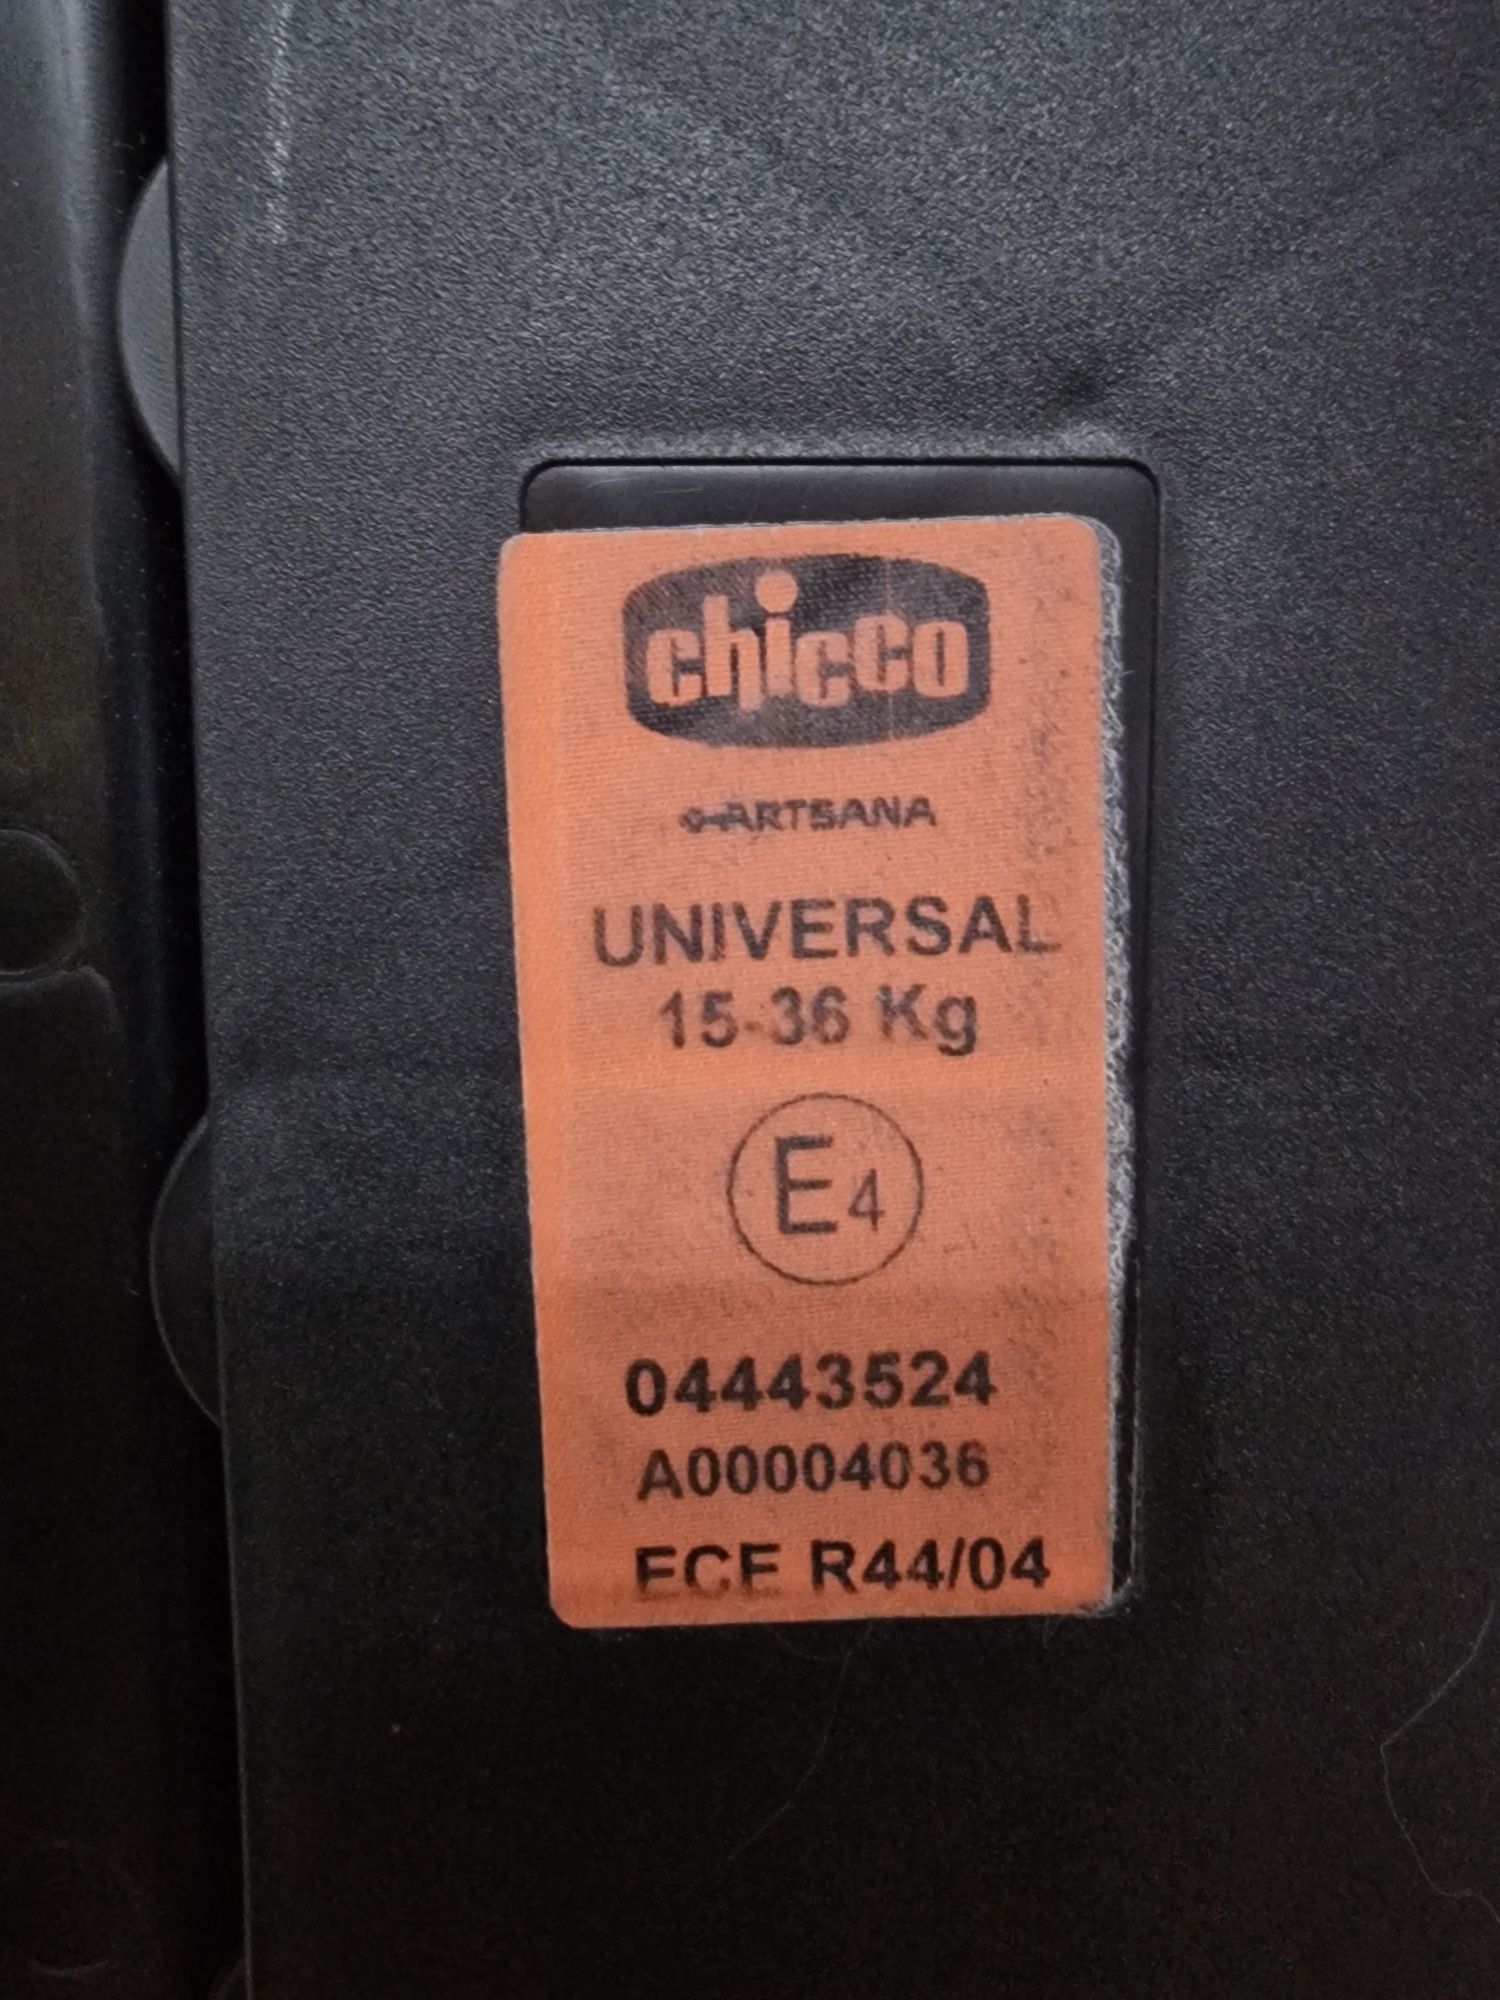 chicco
ARTSANA
UNIVERSAL
15-36 Kg
E4
04443524
A00004036
ECE R44/04